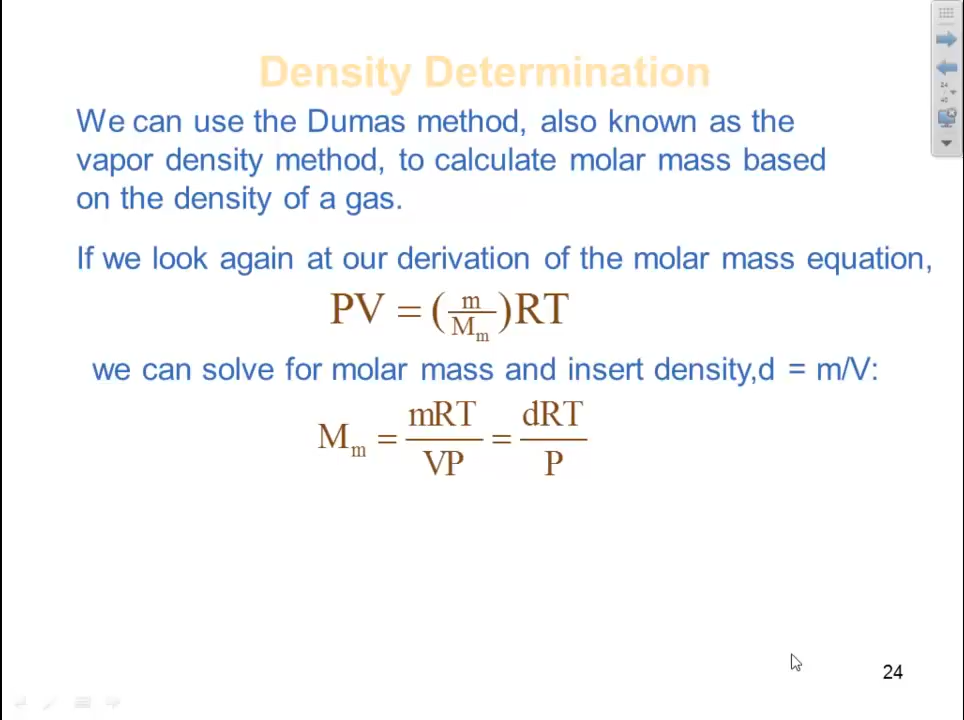 Density Determination
We can use the Dumas method, also known as the
vapor density method, to calculate molar mass based
on the density of a gas.
If we look again at our derivation of the molar mass equation,
PV = (m/Mₘ)RT
we can solve for molar mass and insert density,d = m/V:
Mₘ = mRT/VP = dRT/P
24
24
/
40